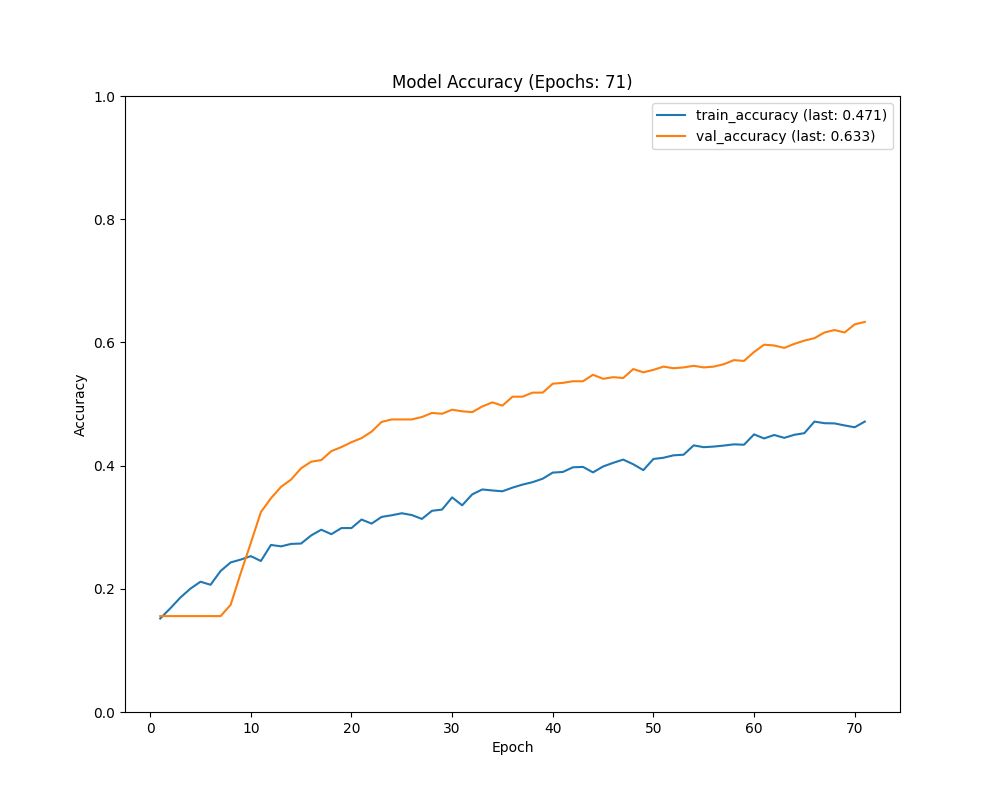 Model Accuracy (Epochs: 71)
train_accuracy (last: 0.471)
val_accuracy (last: 0.633)
Accuracy
1.0
0.8
0.6
0.4
0.2
0.0
0 10 20 30 40 50 60 70
Epoch